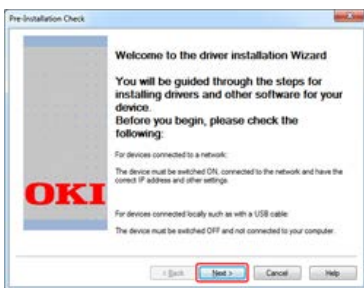 Pre-Installation Check
Welcome to the driver installation Wizard
You will be guided through the steps for
installing drivers and other software for your
device.
Before you begin, please check the
following:
For devices connected to a network:
The device must be switched ON, connected to the network and have the
correct IP address and other settings.
OKI
For devices connected locally such as with a USB cable:
The device must be switched OFF and not connected to your computer.
< Back
Next >
Cancel
Help